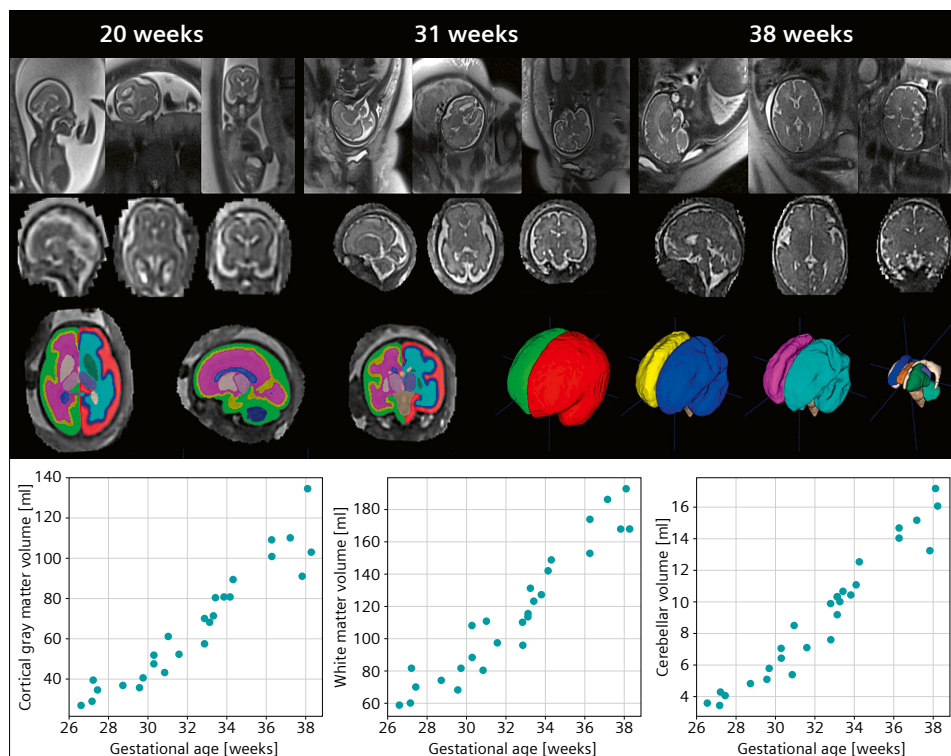 20 weeks
31 weeks
38 weeks
Cortical gray matter volume [ml]
140
120
100
80
60
40
26 28 30 32 34 36 38
Gestational age [weeks]
White matter volume [ml]
180
160
140
120
100
80
60
26 28 30 32 34 36 38
Gestational age [weeks]
Cerebellar volume [ml]
16
14
12
10
8
6
4
26 28 30 32 34 36 38
Gestational age [weeks]